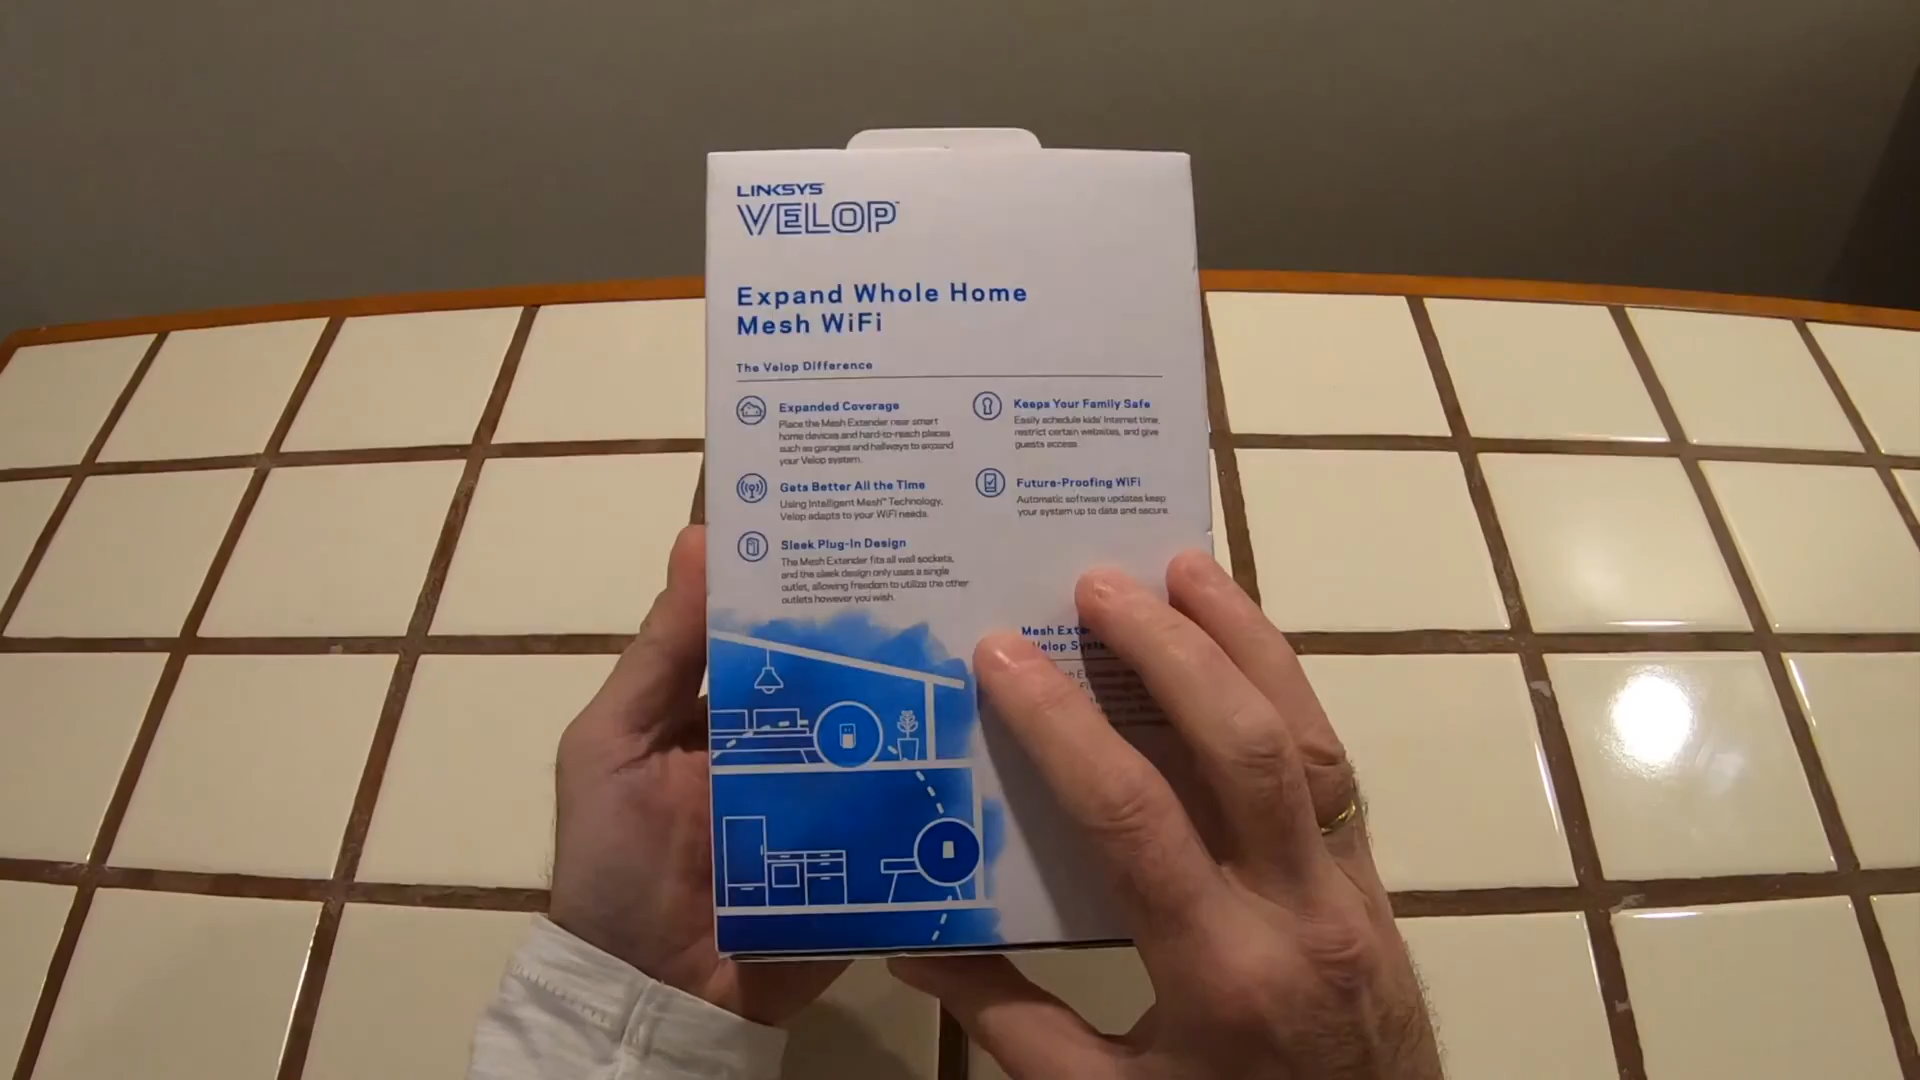 LINKSYS
VELOP™
Expand Whole Home
Mesh WiFi
The Velop Difference
Expanded Coverage
Place the Mesh Extender near smart
home devices and hard-to-reach places
such as garages and hallways to expand
your Velop system.
Gets Better All the Time
Using Intelligent Mesh™ Technology,
Velop adapts to your WiFi needs.
Sleek Plug-In Design
The Mesh Extender fits all wall sockets,
and the sleek design only uses a single
outlet, allowing freedom to utilize the other
outlets however you wish.
Keeps Your Family Safe
Easily schedule kids' Internet time,
restrict certain websites, and give
guests access.
Future-Proofing WiFi
Automatic software updates keep
your system up to date and secure.
Mesh
Velop